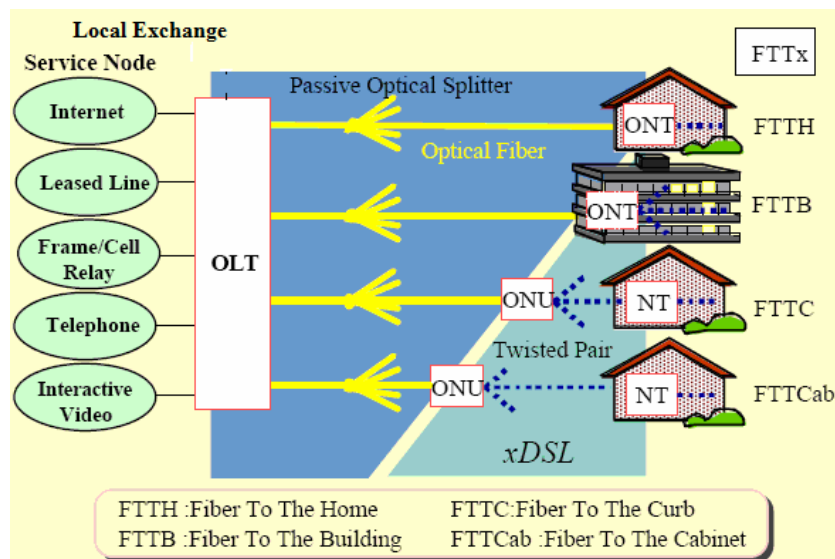 Local Exchange
Service Node
Internet
Leased Line
Frame/Cell
Relay
Telephone
Interactive
Video
OLT
Passive Optical Splitter
Optical Fiber
FTTx
ONT
FTTH
ONT
FTTB
ONU
NT
FTTC
Twisted Pair
ONU
NT
FTTCab
xDSL
FTTH :Fiber To The Home
FTTC:Fiber To The Curb
FTTB :Fiber To The Building
FTTCab :Fiber To The Cabinet